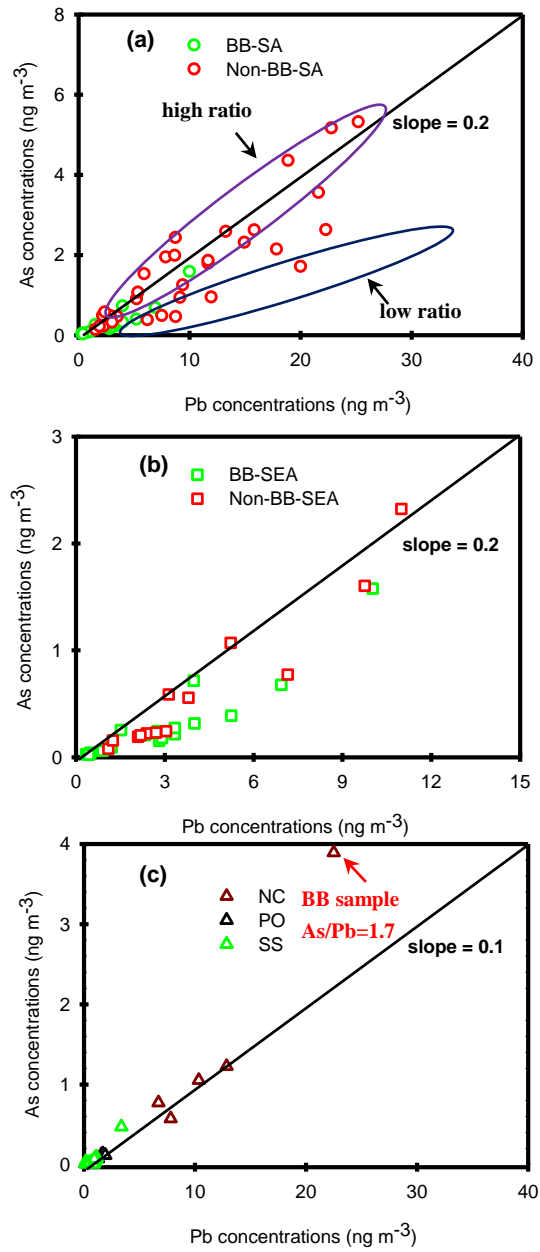 8
(a)
BB-SA
Non-BB-SA
6
high ratio
slope = 0.2
4
2
low ratio
0
0 10 20 30 40
As concentrations (ng m-3)
Pb concentrations (ng m-3)
3
(b)
BB-SEA
Non-BB-SEA
2
slope = 0.2
1
0
0 3 6 9 12 15
As concentrations (ng m-3)
Pb concentrations (ng m-3)
4
(c)
NC
BB sample
PO
As/Pb=1.7
SS
3
slope = 0.1
2
1
0
0 10 20 30 40
As concentrations (ng m-3)
Pb concentrations (ng m-3)